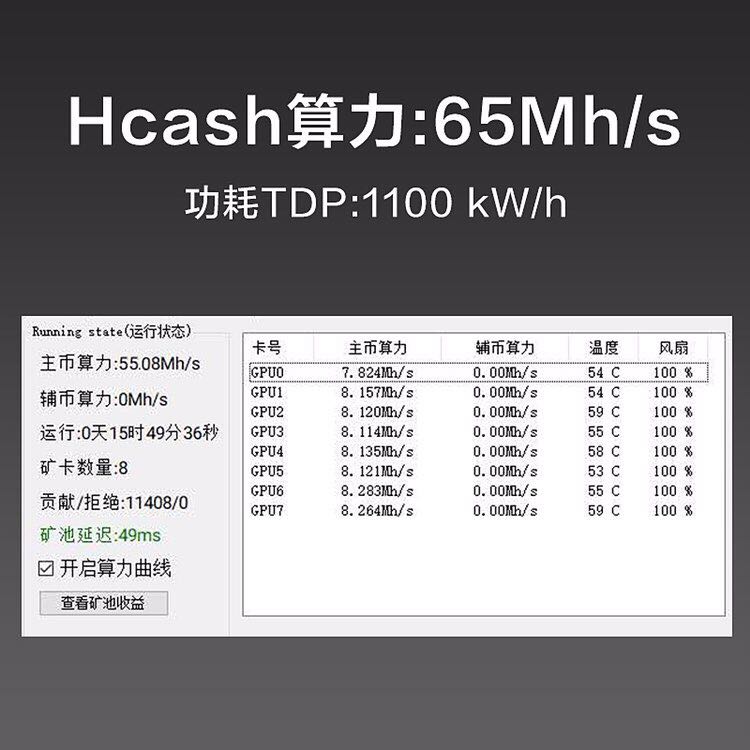 Hcash算力:65Mh/s
功耗TDP:1100 kW/h
Running state(运行状态)
主币算力:55.08Mh/s
辅币算力:0Mh/s
运行:0天15时49分36秒
矿卡数量:8
贡献/拒绝:11408/0
矿池延迟:49ms
开启算力曲线
查看矿池收益
卡号 主币算力 辅币算力 温度 风扇
GPU0 7.824Mh/s 0.00Mh/s 54 C 100 %
GPU1 8.157Mh/s 0.00Mh/s 54 C 100 %
GPU2 8.120Mh/s 0.00Mh/s 59 C 100 %
GPU3 8.114Mh/s 0.00Mh/s 55 C 100 %
GPU4 8.135Mh/s 0.00Mh/s 58 C 100 %
GPU5 8.121Mh/s 0.00Mh/s 53 C 100 %
GPU6 8.283Mh/s 0.00Mh/s 55 C 100 %
GPU7 8.264Mh/s 0.00Mh/s 59 C 100 %